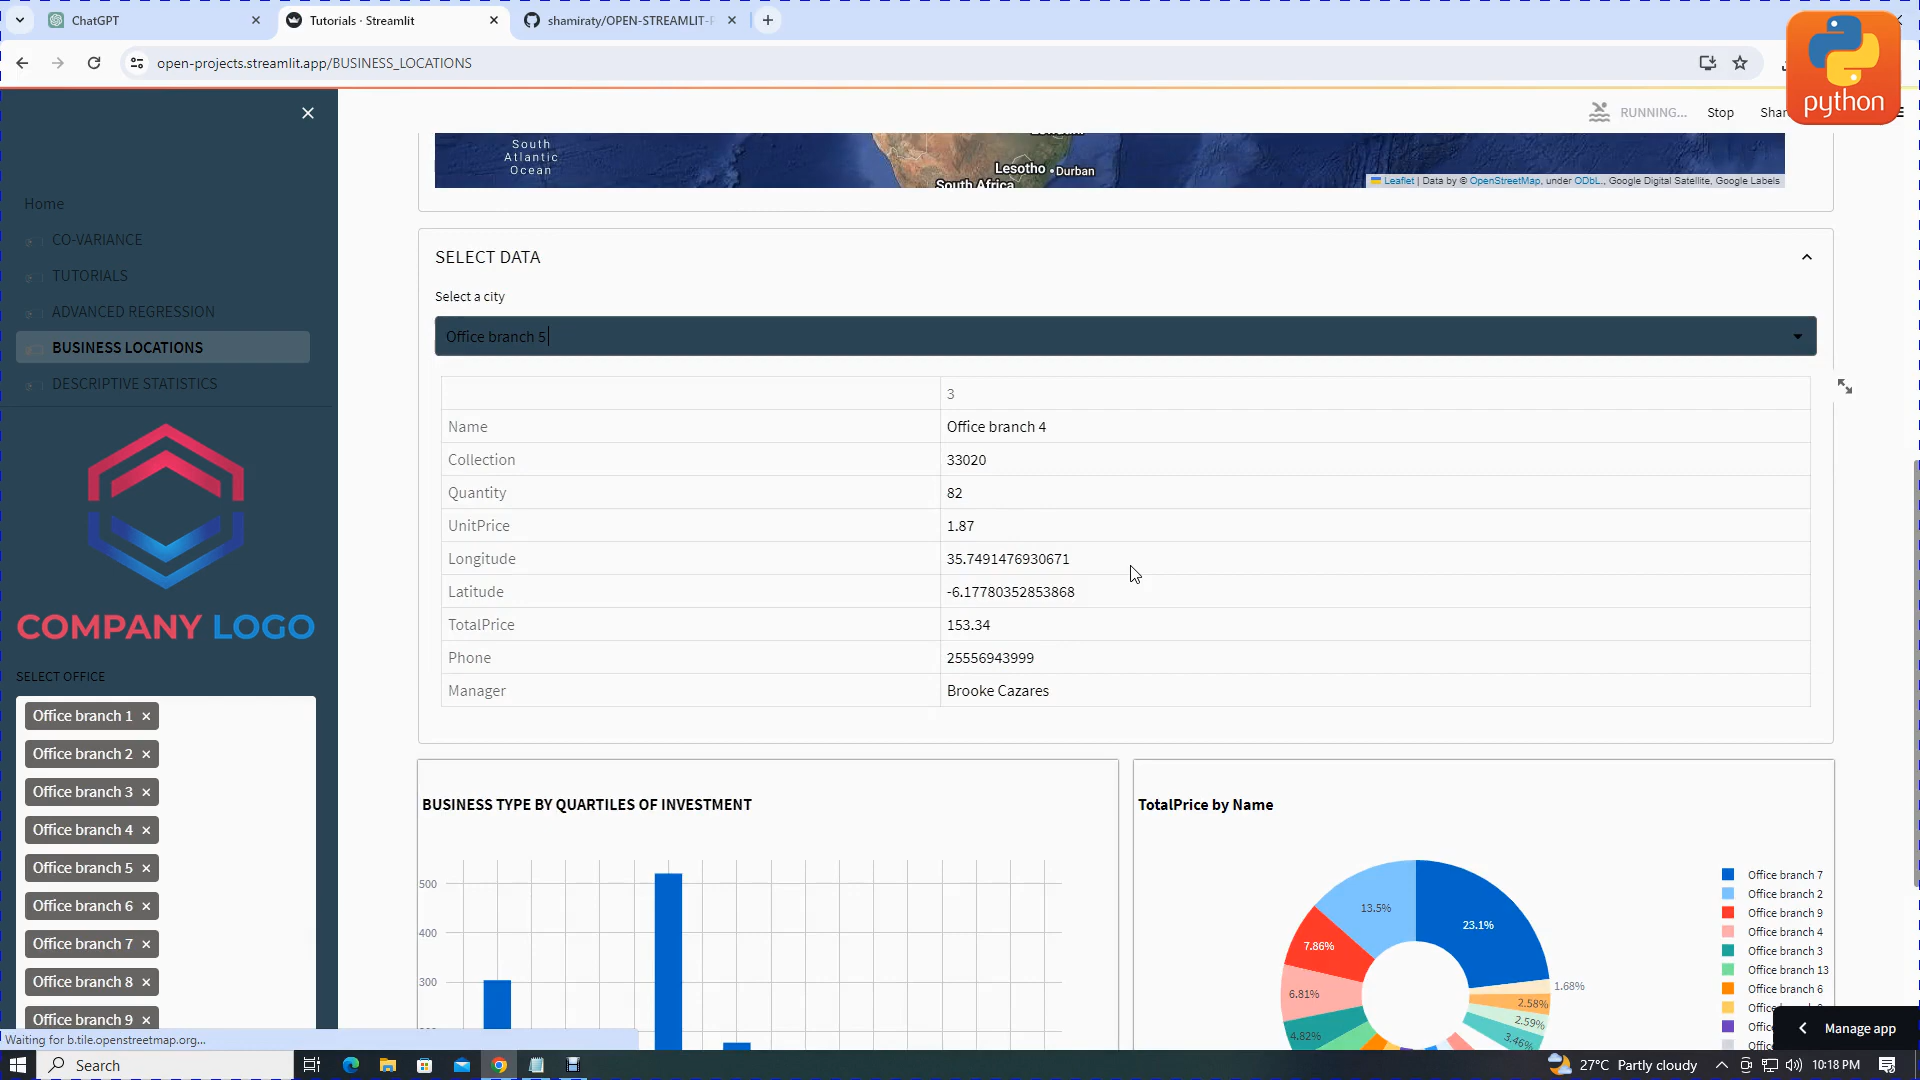 ChatGPT
Tutorials · Streamlit
shamiraty/OPEN-STREAMLIT-P
open-projects.streamlit.app/BUSINESS_LOCATIONS
python
RUNNING...
Stop
Home
CO-VARIANCE
TUTORIALS
ADVANCED REGRESSION
BUSINESS LOCATIONS
DESCRIPTIVE STATISTICS
COMPANY LOGO
SELECT OFFICE
Office branch 1 ×
Office branch 2 ×
Office branch 3 ×
Office branch 4 ×
Office branch 5 ×
Office branch 6 ×
Office branch 7 ×
Office branch 8 ×
Office branch 9 ×
South
Atlantic
Ocean
Lesotho
Durban
South Africa
Leaflet | Data by © OpenStreetMap, under ODbL., Google Digital Satellite, Google Labels
SELECT DATA
Select a city
Office branch 5
3
Name Office branch 4
Collection 33020
Quantity 82
UnitPrice 1.87
Longitude 35.7491476930671
Latitude -6.17780352853868
TotalPrice 153.34
Phone 25556943999
Manager Brooke Cazares
BUSINESS TYPE BY QUARTILES OF INVESTMENT
500
400
300
TotalPrice by Name
23.1%
13.5%
7.86%
6.81%
4.82%
1.68%
2.58%
2.59%
3.46%
Office branch 7
Office branch 2
Office branch 9
Office branch 4
Office branch 3
Office branch 13
Office branch 6
Manage app
Waiting for b.tile.openstreetmap.org...
Search
27°C Partly cloudy
10:18 PM